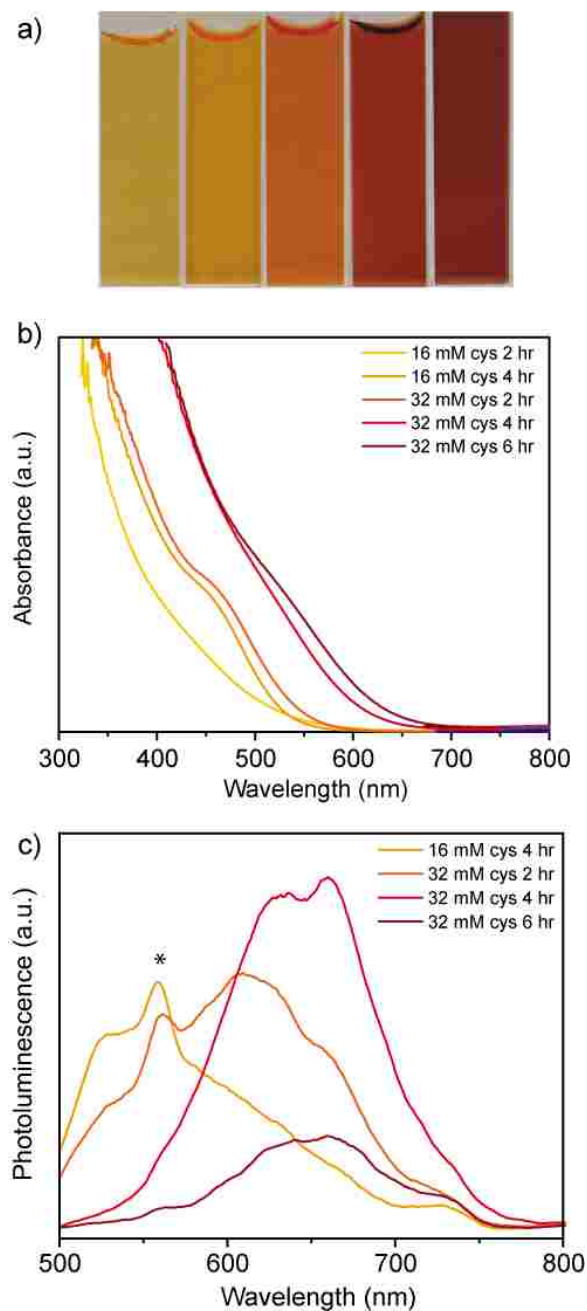 a)
b)
16 mM cys 2 hr
16 mM cys 4 hr
32 mM cys 2 hr
32 mM cys 4 hr
32 mM cys 6 hr
Absorbance (a.u.)
300 400 500 600 700 800
Wavelength (nm)
c)
16 mM cys 4 hr
32 mM cys 2 hr
32 mM cys 4 hr
32 mM cys 6 hr
*
Photoluminescence (a.u.)
500 600 700 800
Wavelength (nm)